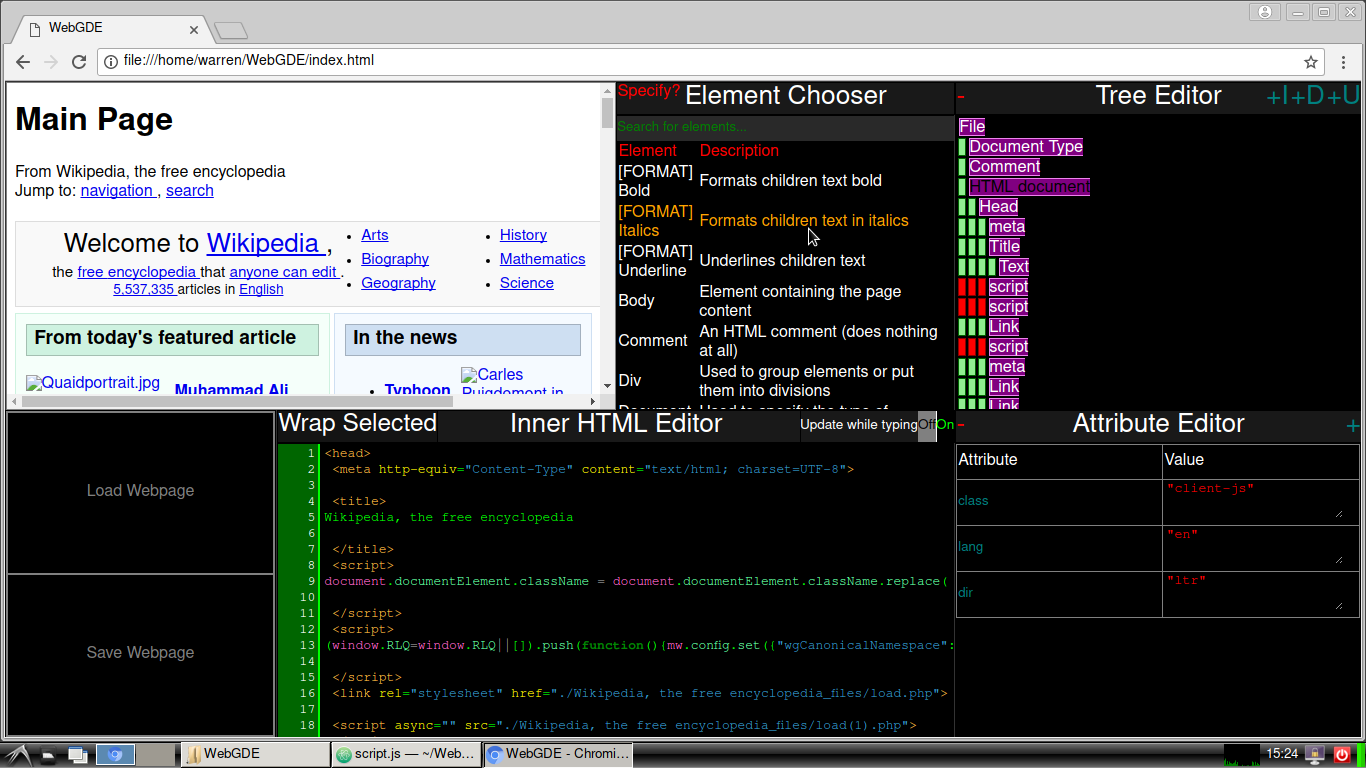 WebGDE
file:///home/warren/WebGDE/index.html
Main Page
From Wikipedia, the free encyclopedia
Jump to: navigation , search
Welcome to Wikipedia ,
the free encyclopedia that anyone can edit .
5,537,335 articles in English
Arts
Biography
Geography
History
Mathematics
Science
From today's featured article
Quaidportrait.jpg
Muhammad Ali
In the news
Typhoon
Carles
Puigdemont in
Specify? Element Chooser
Search for elements...
Element Description
[FORMAT] Bold Formats children text bold
[FORMAT] Italics Formats children text in italics
[FORMAT] Underline Underlines children text
Body Element containing the page content
Comment An HTML comment (does nothing at all)
Div Used to group elements or put them into divisions
Document Used to specify the type of
- Tree Editor +I+D+U
File
Document Type
Comment
HTML document
Head
meta
Title
Text
script
script
Link
script
meta
Link
Link
Load Webpage
Save Webpage
Wrap Selected Inner HTML Editor Update while typing Off On
1 <head>
2 <meta http-equiv="Content-Type" content="text/html; charset=UTF-8">
3
4 <title>
5 Wikipedia, the free encyclopedia
6
7 </title>
8 <script>
9 document.documentElement.className = document.documentElement.className.replace(
10
11 </script>
12 <script>
13 (window.RLQ=window.RLQ||[]).push(function(){mw.config.set({"wgCanonicalNamespace":
14
15 </script>
16 <link rel="stylesheet" href="./Wikipedia, the free encyclopedia_files/load.php">
17
18 <script async="" src="./Wikipedia, the free encyclopedia_files/load(1).php">
- Attribute Editor +
Attribute Value
class "client-js"
lang "en"
dir "ltr"
WebGDE
script.js — ~/Web...
WebGDE - Chromi...
15:24